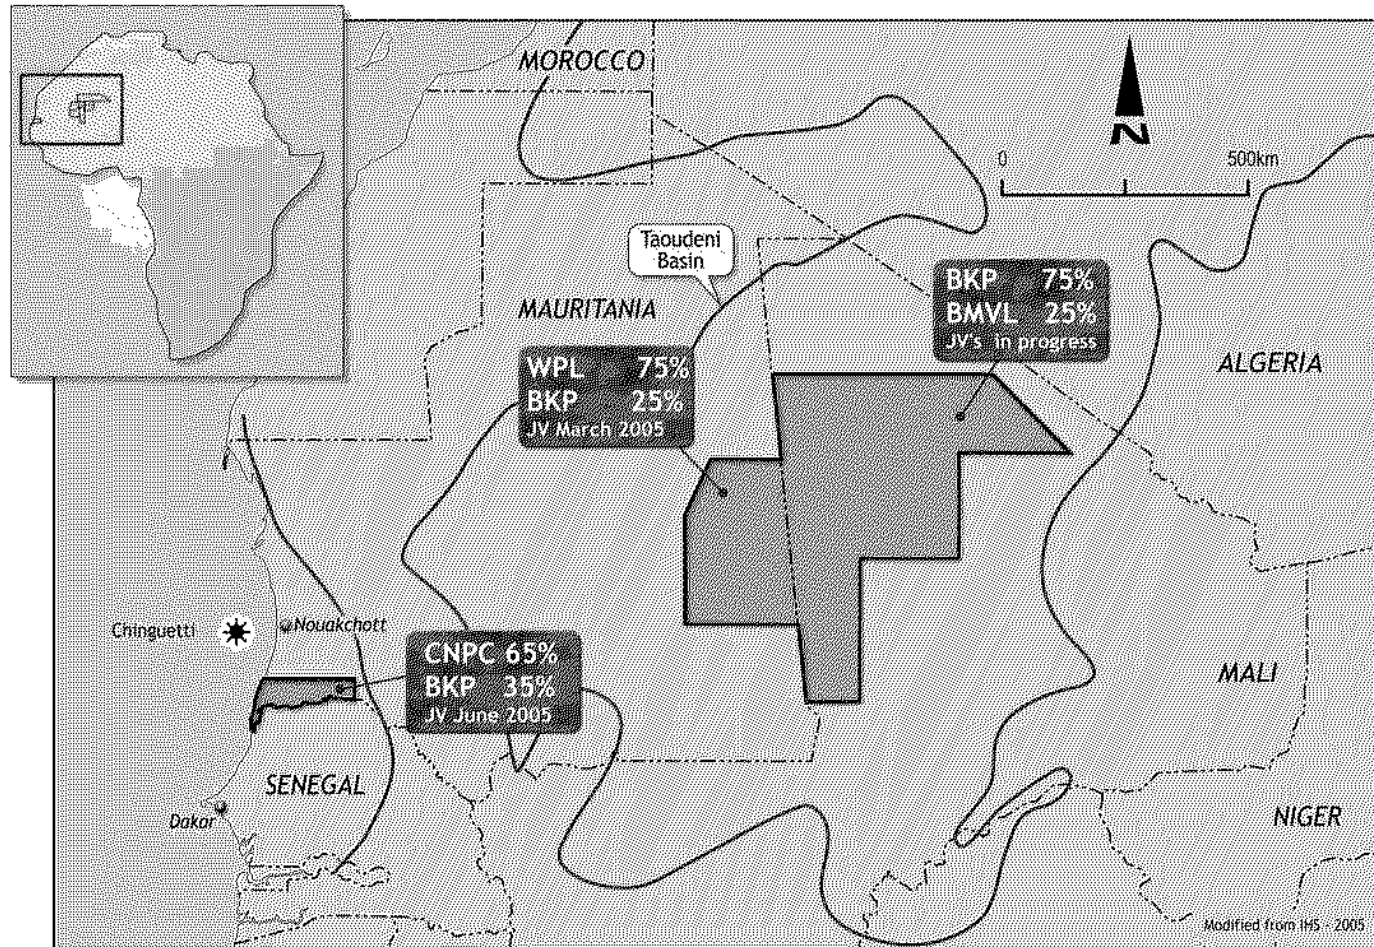 MOROCCO
N
0 500km
Taoudeni
Basin
MAURITANIA
BKP 75%
BMVL 25%
JV's in progress
WPL 75%
BKP 25%
JV March 2005
ALGERIA
Chinguetti
Nouakchott
CNPC 65%
BKP 35%
JV June 2005
MALI
SENEGAL
Dakar
NIGER
Modified from IHS - 2005